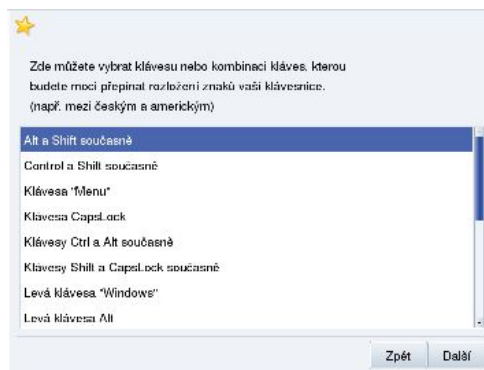 Zde můžete vybrat klávesu nebo kombinaci kláves, kterou
budete moci přepínat rozložení znaků vaší klávesnice.
(např. mezi českým a americkým)
Alt a Shift současně
Control a Shift současně
Klávesa "Menu"
Klávesa CapsLock
Klávesy Ctrl a Alt současně
Klávesy Shift a CapsLock současně
Levá klávesa "Windows"
Levá klávesa Alt
Zpět
Další